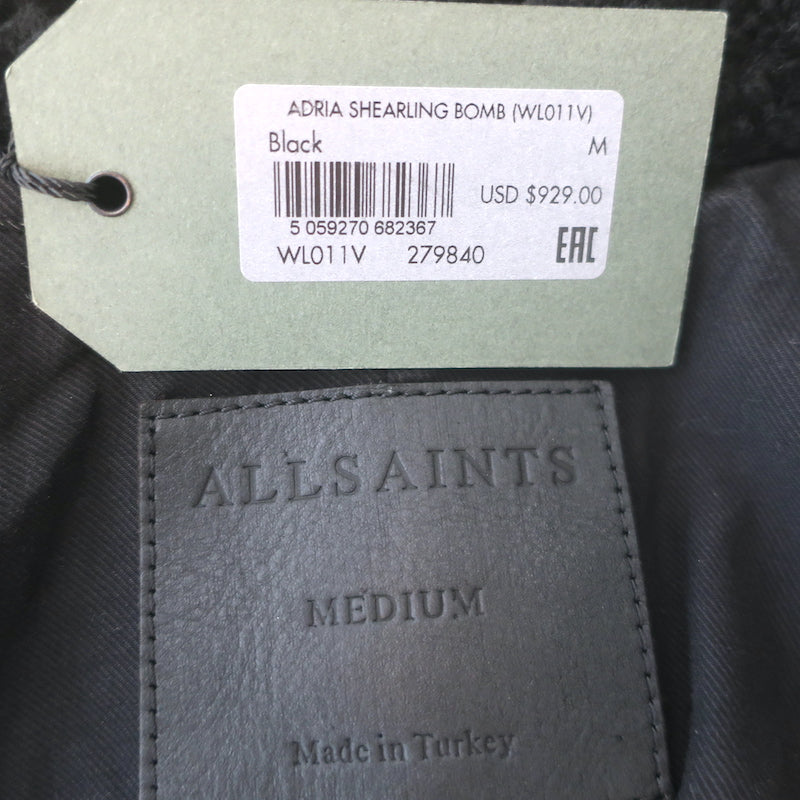 ADRIA SHEARLING BOMB (WL011V)
Black M
USD $929.00
5 059270 682367
WL011V 279840 EAC
ALLSAINTS
MEDIUM
Made in Turkey